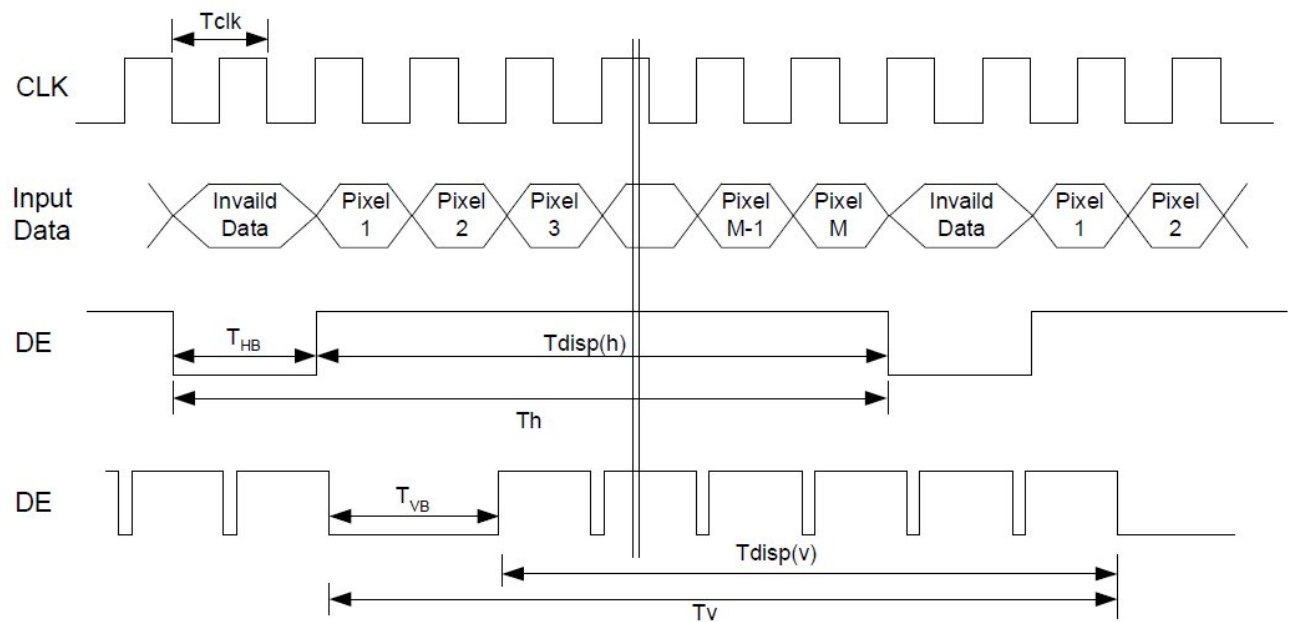 Tclk
CLK
Input
Data
Invaild
Data
Pixel
1
Pixel
2
Pixel
3
Pixel
M-1
Pixel
M
Invaild
Data
Pixel
1
Pixel
2
DE
THB
Tdisp(h)
Th
DE
TVB
Tdisp(v)
Tv